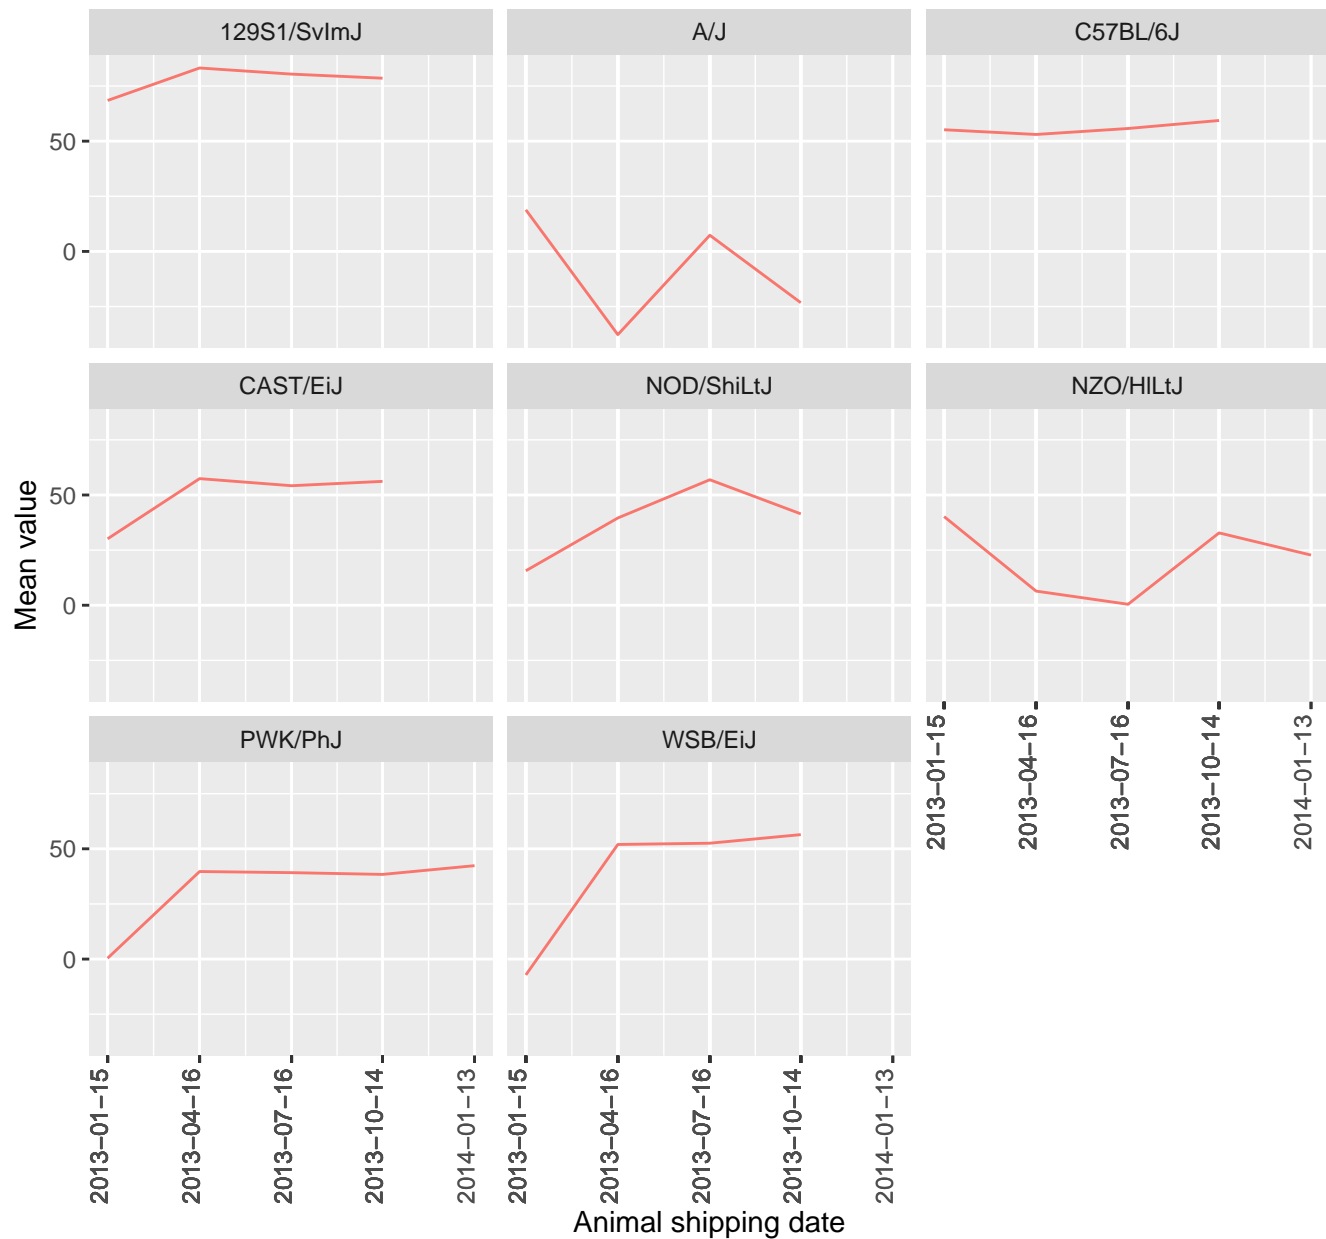 129S1/SvImJ
A/J
C57BL/6J
50
0
CAST/EiJ
NOD/ShiLtJ
NZO/HlLtJ
Mean value
50
0
PWK/PhJ
WSB/EiJ
2013−01−15
2013−04−16
2013−07−16
2013−10−14
2014−01−13
50
0
2013−01−15
2013−04−16
2013−07−16
2013−10−14
2014−01−13
2013−01−15
2013−04−16
2013−07−16
2013−10−14
2014−01−13
Animal shipping date